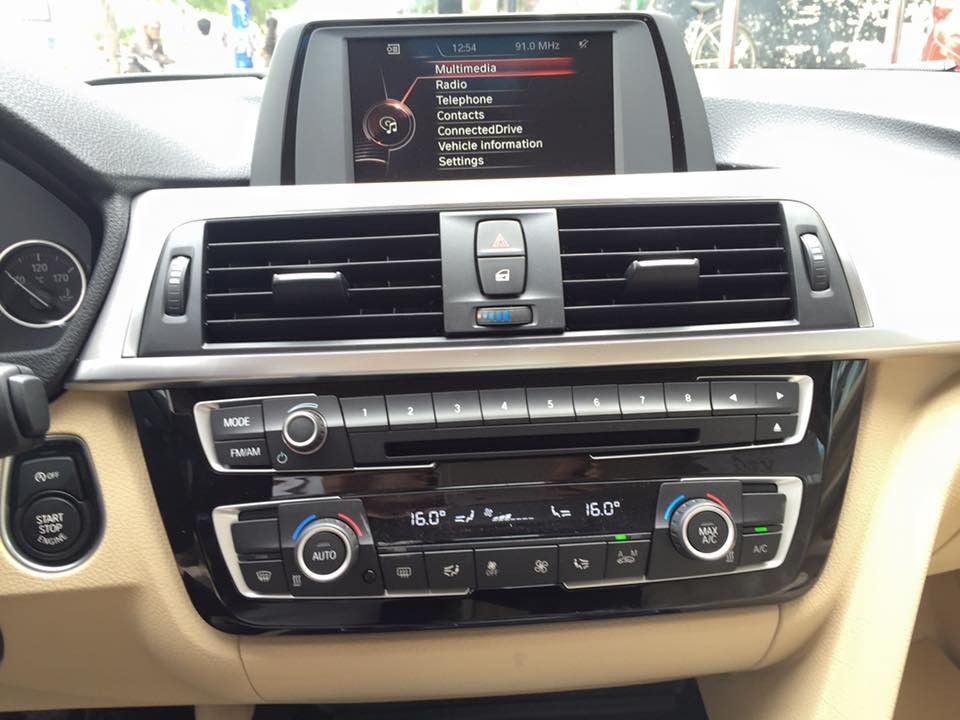 12:54 91.0 MHz
Multimedia
Radio
Telephone
Contacts
ConnectedDrive
Vehicle information
Settings
120
°C
170
MODE
1 2 3 4 5 6 7 8
FM/AM
OFF
START
STOP
ENGINE
16.0° 16.0°
AUTO
MAX
A/C
OFF
A M
A/C